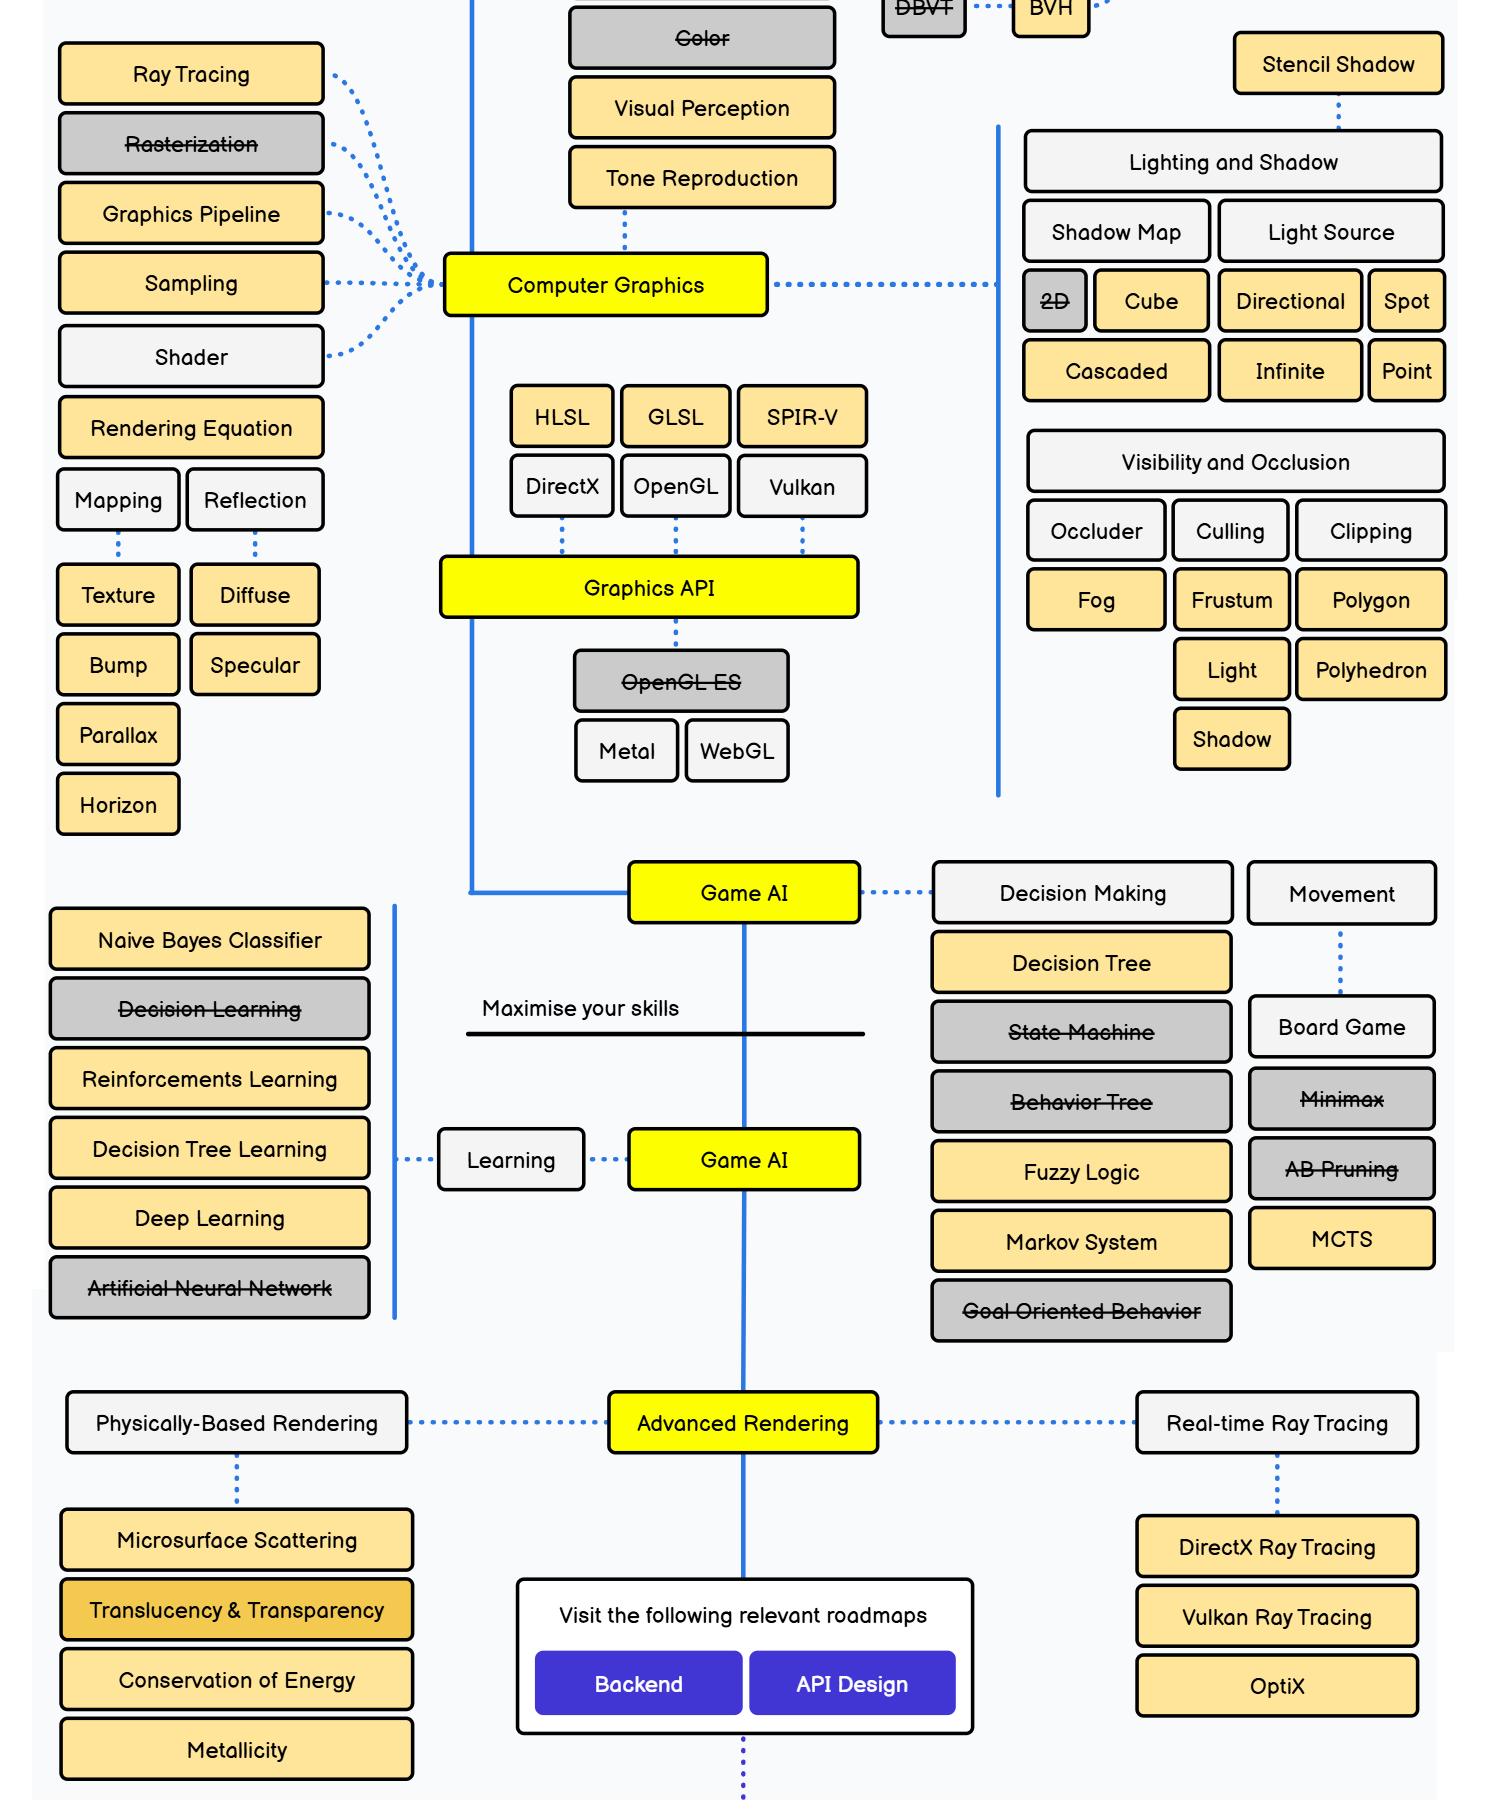 DBVT
BVH
Color
Stencil Shadow
Ray Tracing
Visual Perception
Rasterization
Lighting and Shadow
Tone Reproduction
Graphics Pipeline
Shadow Map
Light Source
Sampling
Computer Graphics
2D
Cube
Directional
Spot
Shader
Cascaded
Infinite
Point
Rendering Equation
HLSL
GLSL
SPIR-V
Visibility and Occlusion
Mapping
Reflection
DirectX
OpenGL
Vulkan
Occluder
Culling
Clipping
Texture
Diffuse
Graphics API
Fog
Frustum
Polygon
Bump
Specular
OpenGL ES
Light
Polyhedron
Parallax
Metal
WebGL
Shadow
Horizon
Game AI
Decision Making
Movement
Naive Bayes Classifier
Decision Tree
Decision Learning
Maximise your skills
State Machine
Board Game
Reinforcements Learning
Behavior Tree
Minimax
Decision Tree Learning
Learning
Game AI
Fuzzy Logic
AB Pruning
Deep Learning
Markov System
MCTS
Artificial Neural Network
Goal Oriented Behavior
Physically-Based Rendering
Advanced Rendering
Real-time Ray Tracing
Microsurface Scattering
DirectX Ray Tracing
Translucency & Transparency
Visit the following relevant roadmaps
Vulkan Ray Tracing
Conservation of Energy
Backend
API Design
OptiX
Metallicity